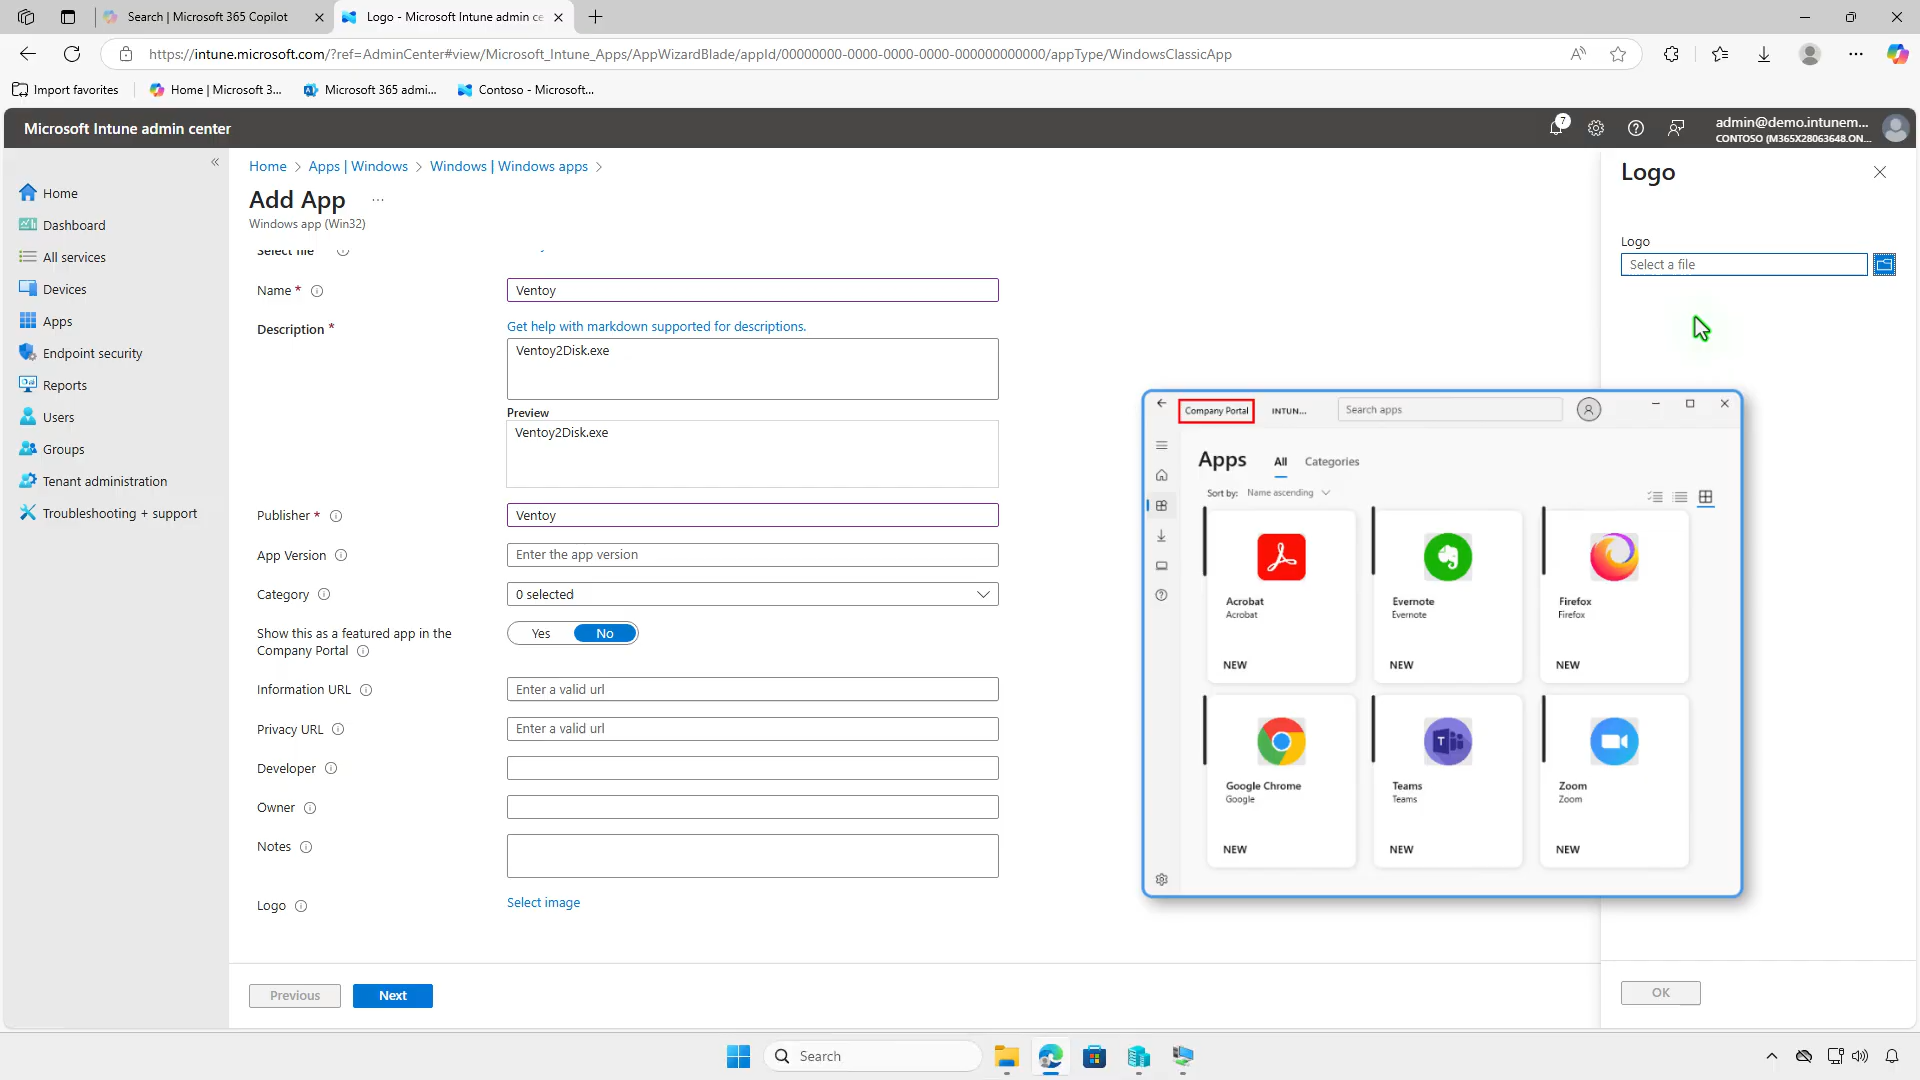 Search | Microsoft 365 Copilot
Logo - Microsoft Intune admin ce
https://intune.microsoft.com/?ref=AdminCenter#view/Microsoft_Intune_Apps/AppWizardBlade/appId/00000000-0000-0000-0000-000000000000/appType/WindowsClassicApp
Import favorites
Home | Microsoft 3...
Microsoft 365 admi...
Contoso - Microsoft...
Microsoft Intune admin center
7
admin@demo.intunem...
CONTOSO (M365X28063648.ON...
Home
Dashboard
All services
Devices
Apps
Endpoint security
Reports
Users
Groups
Tenant administration
Troubleshooting + support
Home > Apps | Windows > Windows | Windows apps >
Add App ...
Windows app (Win32)
Select file
Name *
Ventoy
Description *
Get help with markdown supported for descriptions.
Ventoy2Disk.exe
Preview
Ventoy2Disk.exe
Publisher *
Ventoy
App Version
Enter the app version
Category
0 selected
Show this as a featured app in the
Company Portal
Yes No
Information URL
Enter a valid url
Privacy URL
Enter a valid url
Developer
Owner
Notes
Logo
Select image
Previous
Next
Logo
Logo
Select a file
OK
Company Portal
INTUN...
Search apps
Apps
All
Categories
Sort by: Name ascending
Acrobat
Acrobat
NEW
Evernote
Evernote
NEW
Firefox
Firefox
NEW
Google Chrome
Google
NEW
Teams
Teams
NEW
Zoom
Zoom
NEW
Search